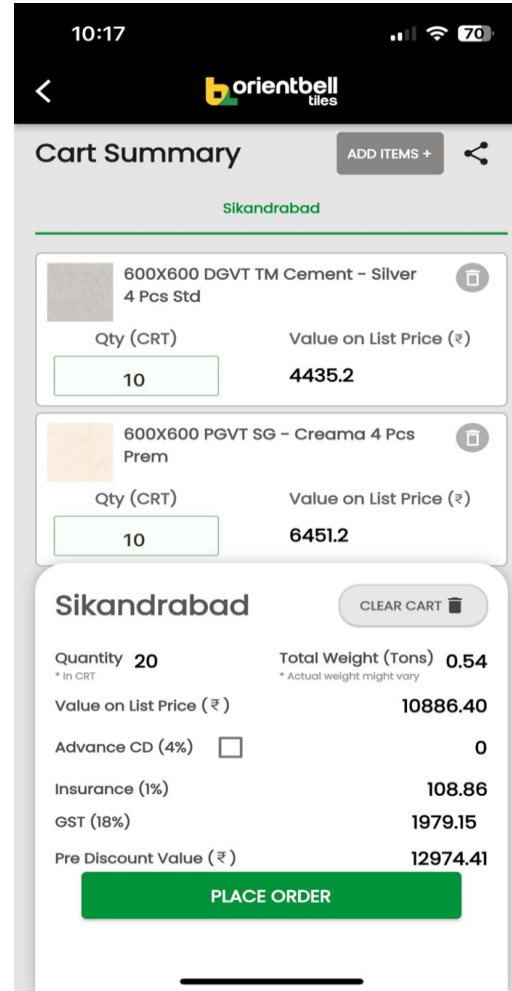 10:17
70
orientbell
tiles
Cart Summary
ADD ITEMS +
Sikandrabad
600X600 DGVT TM Cement - Silver
4 Pcs Std
Qty (CRT) Value on List Price (₹)
10 4435.2
600X600 PGVT SG - Creama 4 Pcs
Prem
Qty (CRT) Value on List Price (₹)
10 6451.2
Sikandrabad
CLEAR CART
Quantity 20 Total Weight (Tons) 0.54
* In CRT * Actual weight might vary
Value on List Price (₹) 10886.40
Advance CD (4%) 0
Insurance (1%) 108.86
GST (18%) 1979.15
Pre Discount Value (₹) 12974.41
PLACE ORDER